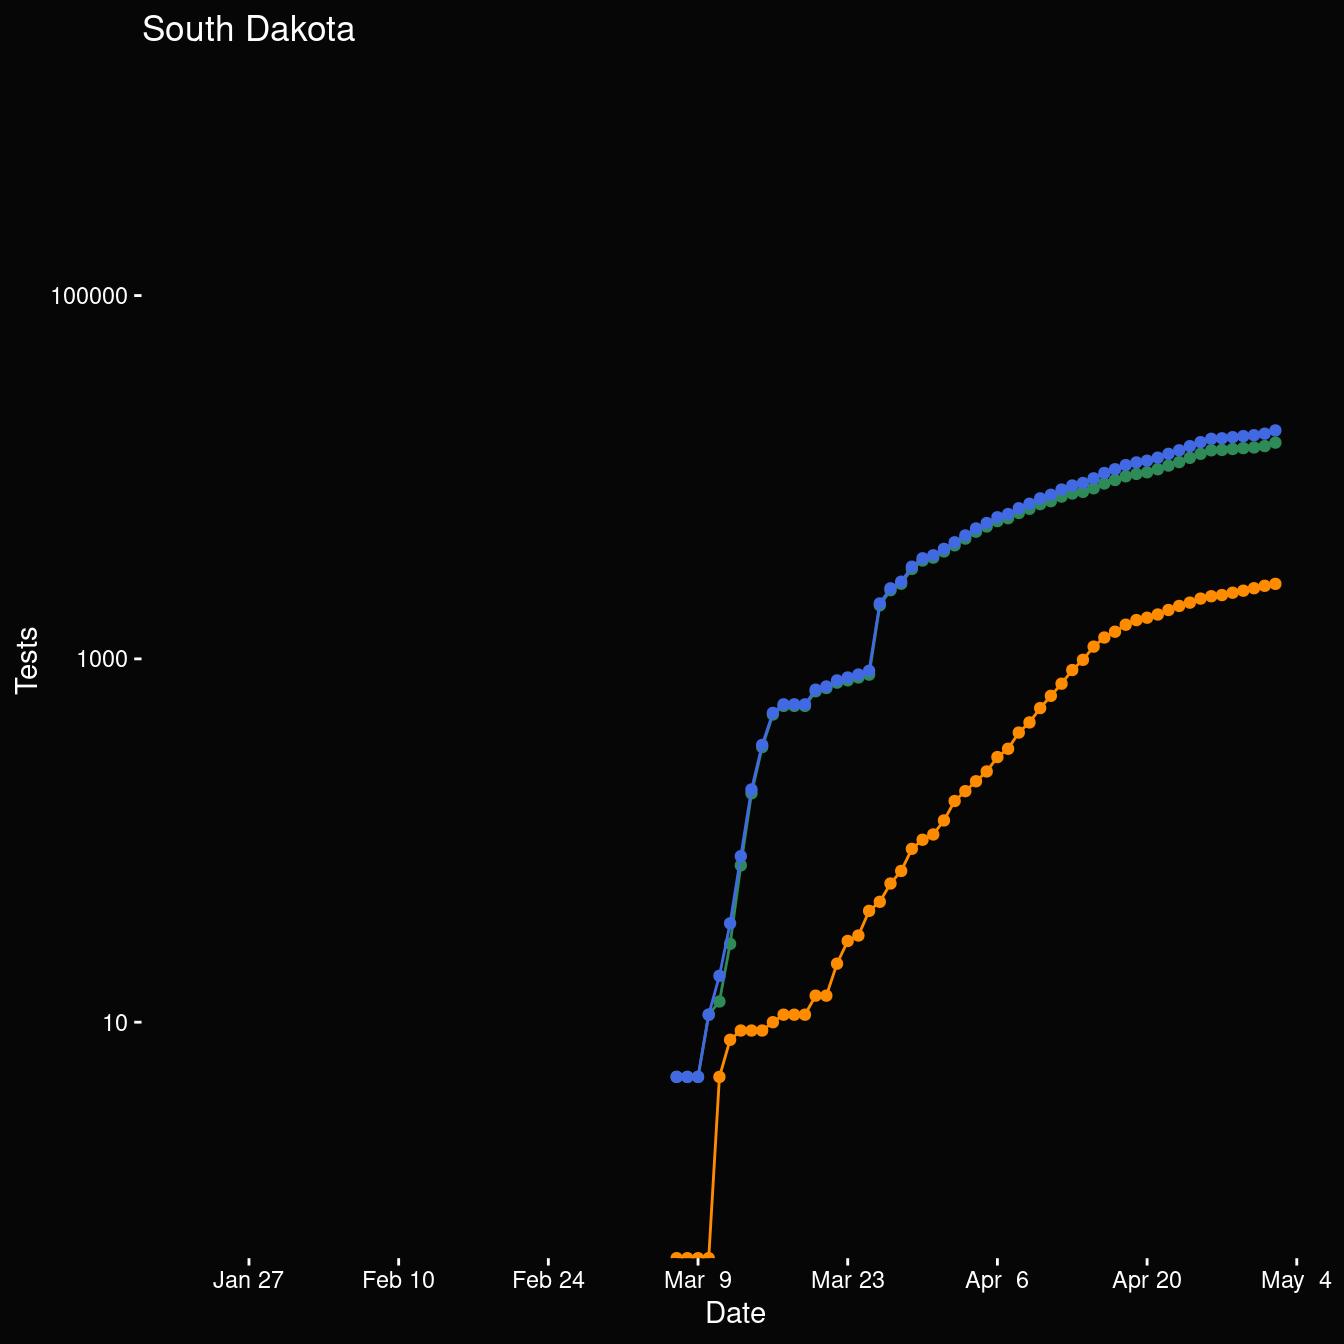 South Dakota
100000
1000
10
Tests
Jan 27
Feb 10
Feb 24
Mar  9
Mar 23
Apr  6
Apr 20
May  4
Date